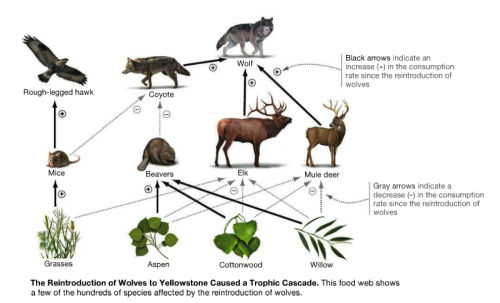 Black arrows indicate an
increase (+) in the consumption
rate since the reintroduction of
wolves
Wolf
Rough-legged hawk
Coyote
Mice
Beavers
Elk
Mule deer
Gray arrows indicate a
decrease (–) in the consumption
rate since the reintroduction of
wolves
Grasses
Aspen
Cottonwood
Willow
The Reintroduction of Wolves to Yellowstone Caused a Trophic Cascade. This food web shows
a few of the hundreds of species affected by the reintroduction of wolves.